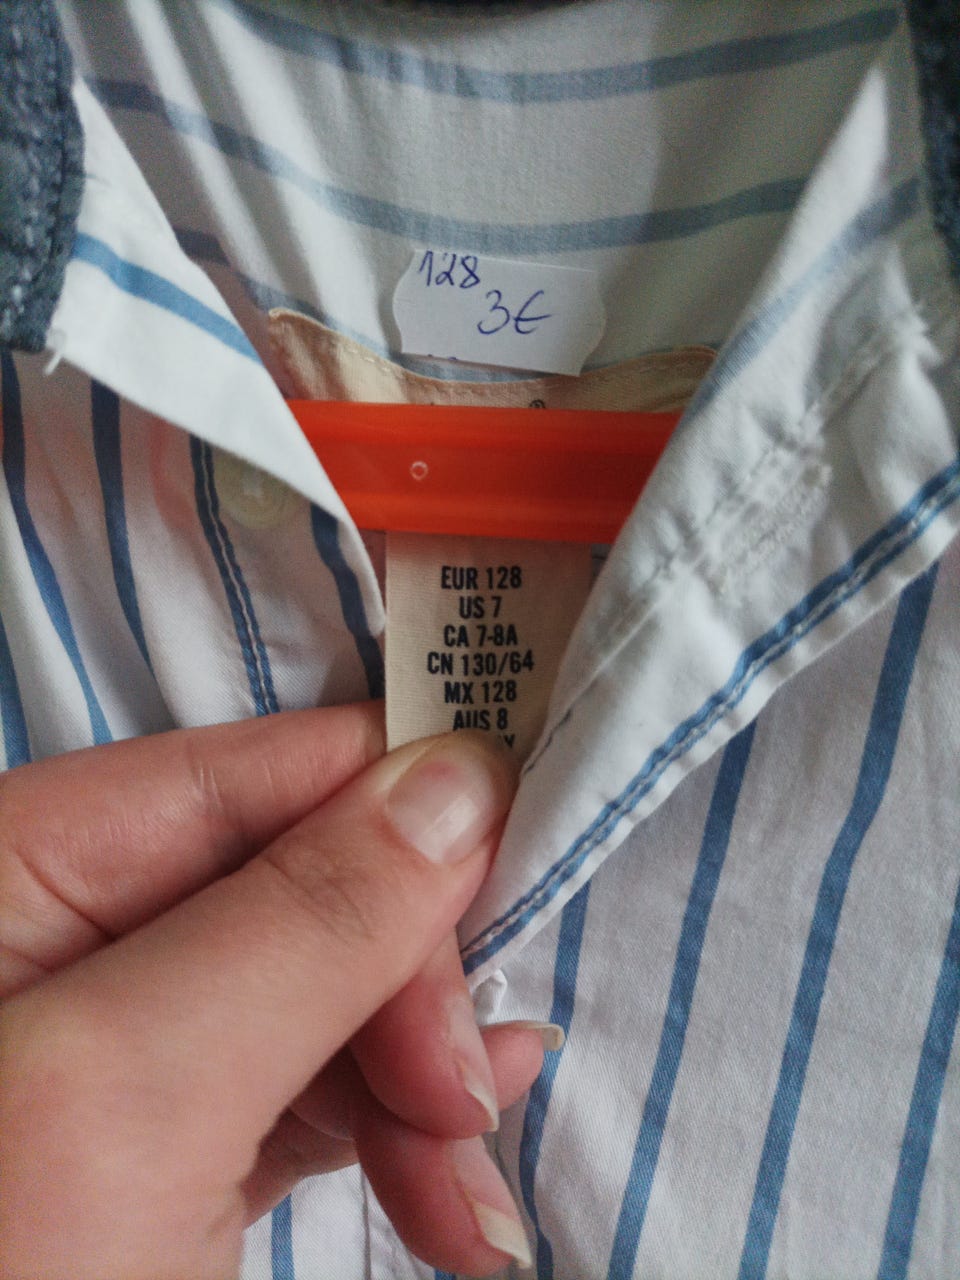 128
3€
EUR 128
US 7
CA 7-8A
CN 130/64
MX 128
AUS 8